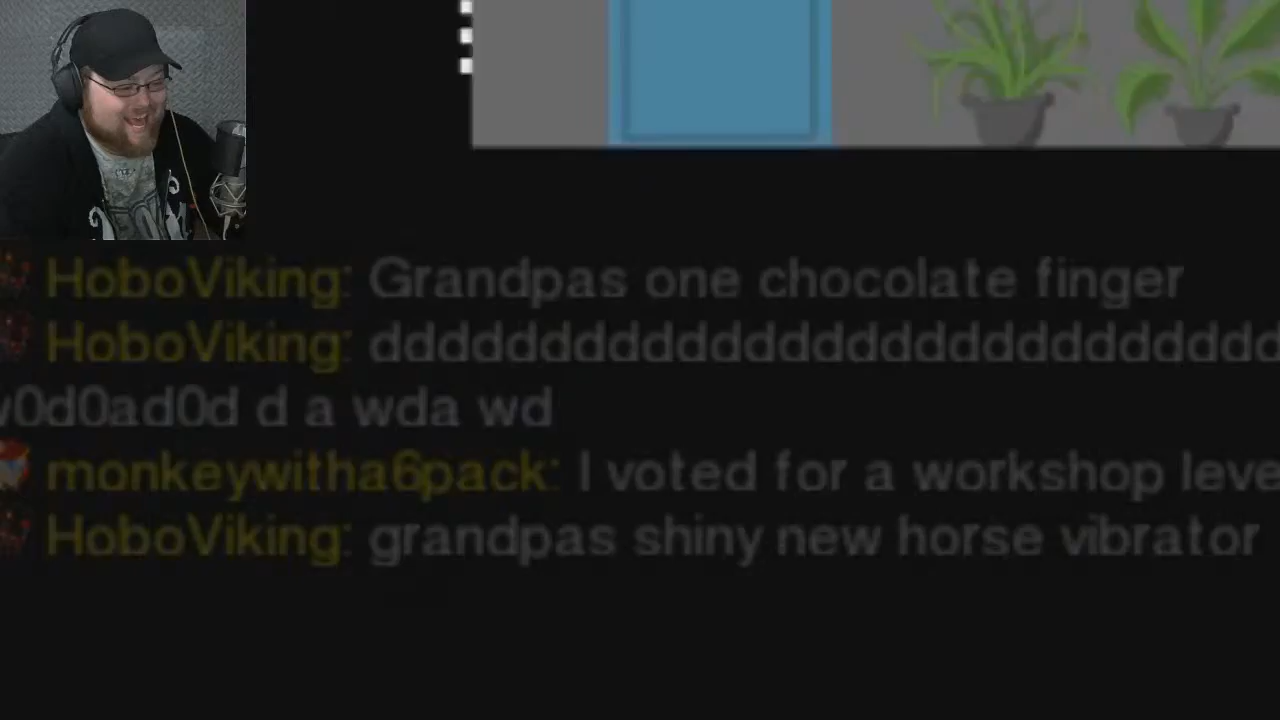 HoboViking: Grandpas one chocolate finger
HoboViking: ddddddddddddddddddddddddddd
w0d0ad0d d a wda wd
monkeywitha6pack: I voted for a workshop leve
HoboViking: grandpas shiny new horse vibrator